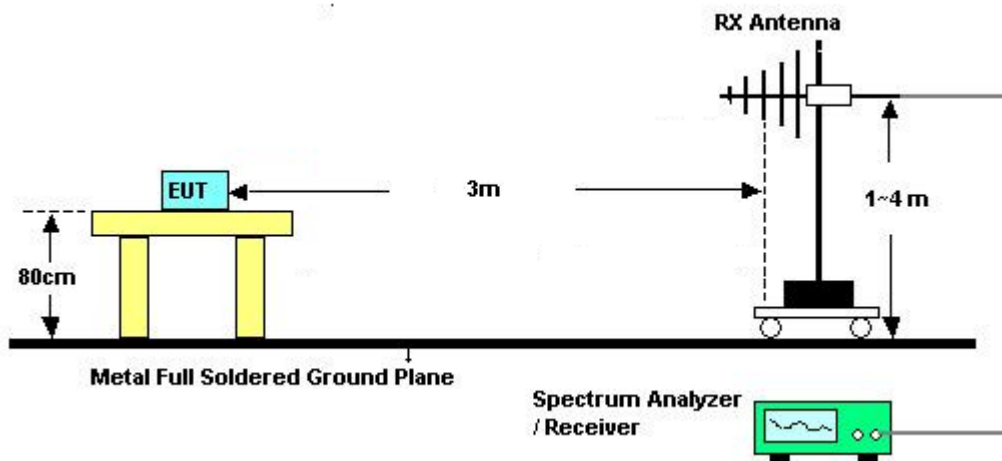 RX Antenna
EUT
3m
1~4 m
80cm
Metal Full Soldered Ground Plane
Spectrum Analyzer
/ Receiver